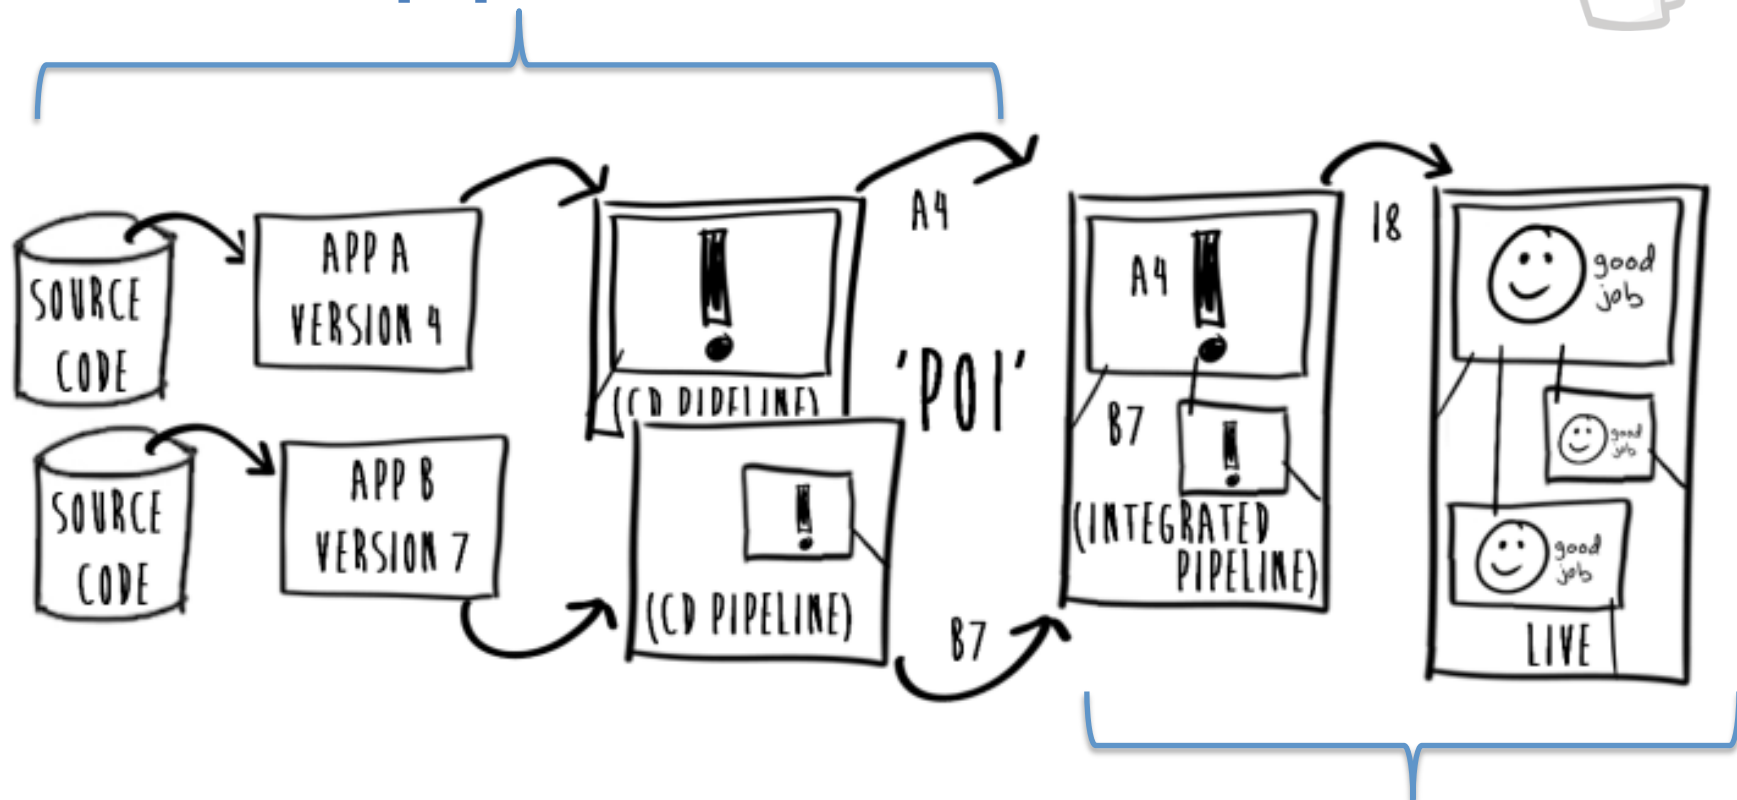 SOURCE
CODE
APP A
VERSION 4
(CD PIPELINE)
A4
'POI'
A4
B7
(INTEGRATED
PIPELINE)
I8
good
job
good
job
good
job
LIVE
SOURCE
CODE
APP B
VERSION 7
(CD PIPELINE)
B7